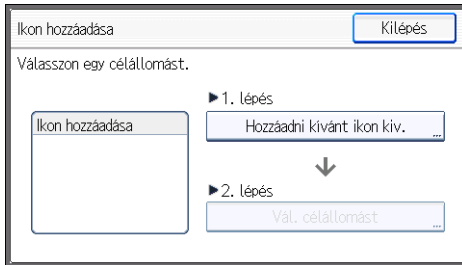 Ikon hozzáadása
Kilépés
Válasszon egy célállomást.
Ikon hozzáadása
►1. lépés
Hozzáadni kívánt ikon kiv.
►2. lépés
Vál. célállomást